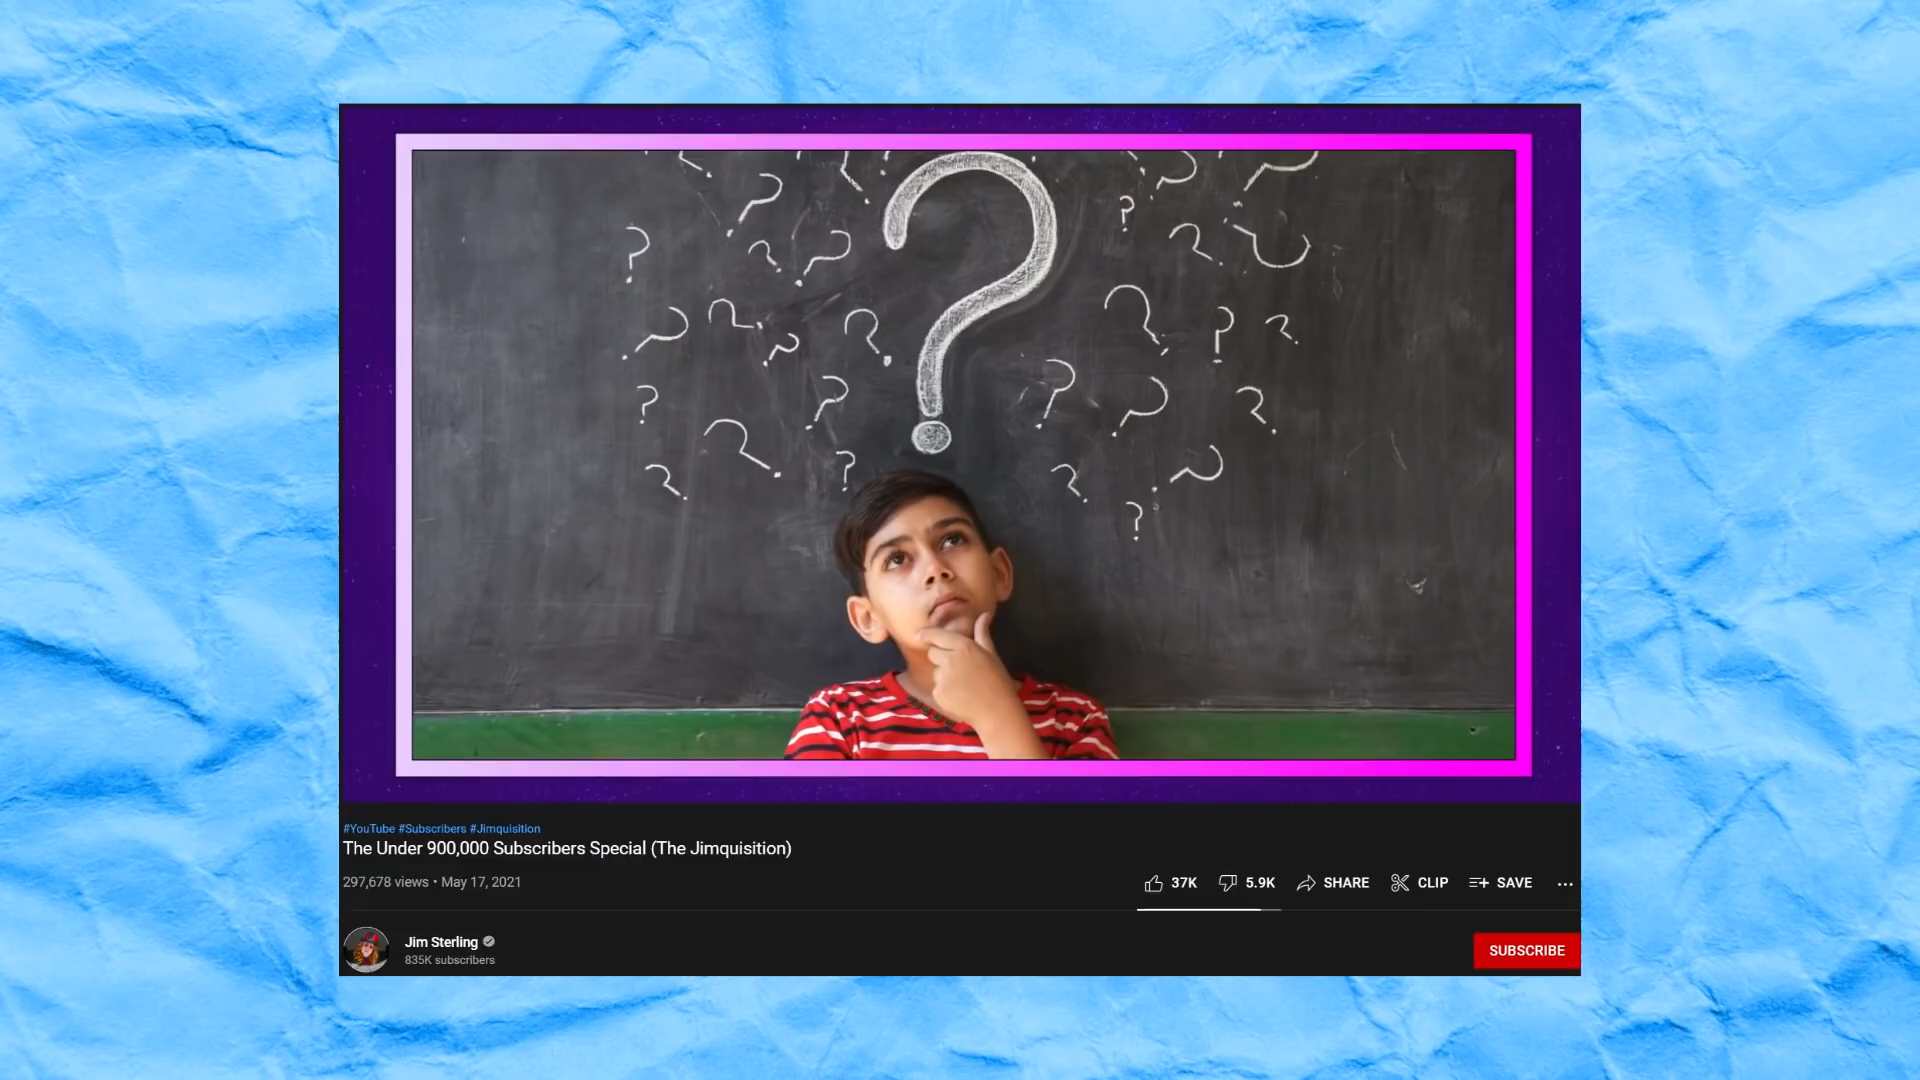 #YouTube #Subscribers #Jimquisition
The Under 900,000 Subscribers Special (The Jimquisition)
297,678 views • May 17, 2021
37K 5.9K SHARE CLIP SAVE ...
Jim Sterling
835K subscribers
SUBSCRIBE